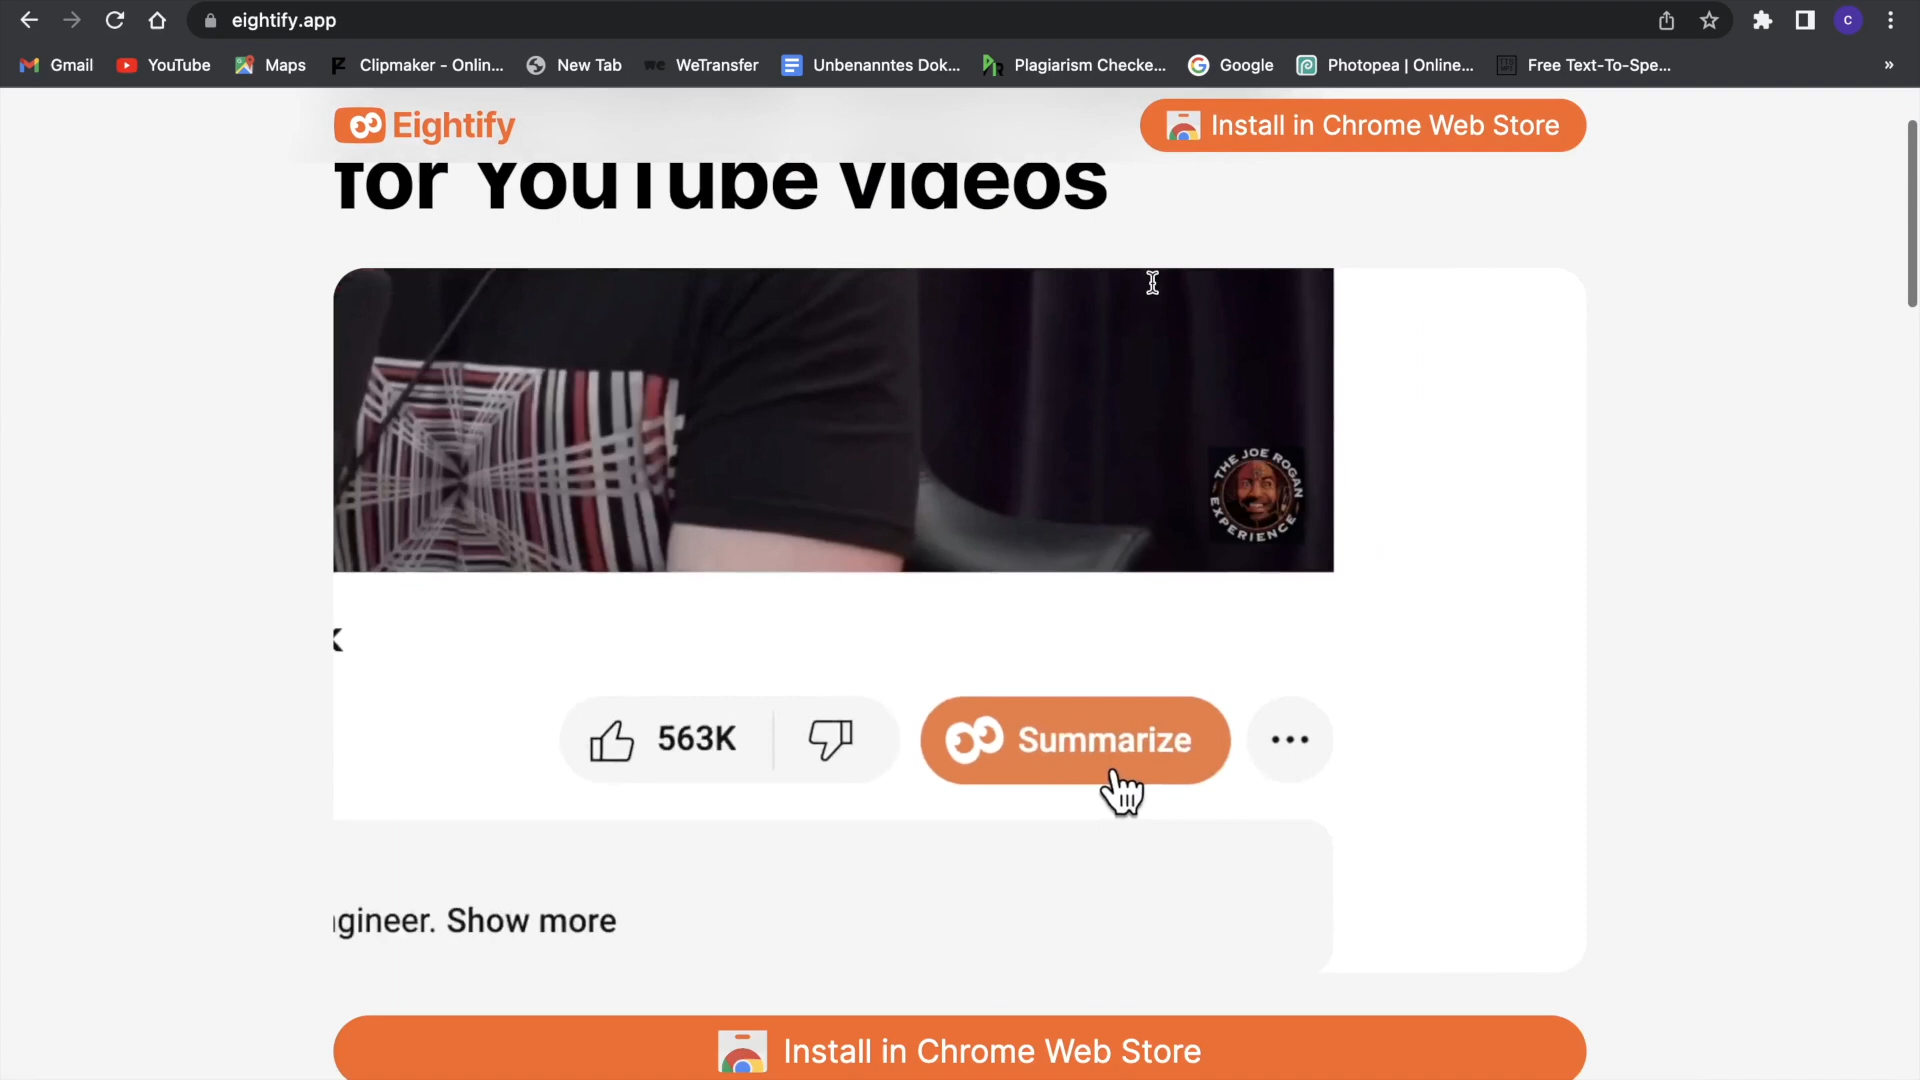 eightify.app
C
Gmail
YouTube
Maps
Clipmaker - Onlin...
New Tab
we
WeTransfer
Unbenanntes Dok...
Plagiarism Checke...
Google
Photopea | Online...
Free Text-To-Spe...
»
Eightify
Install in Chrome Web Store
for YouTube videos
THE JOE ROGAN
EXPERIENCE
k
563K
Summarize
ngineer. Show more
Install in Chrome Web Store